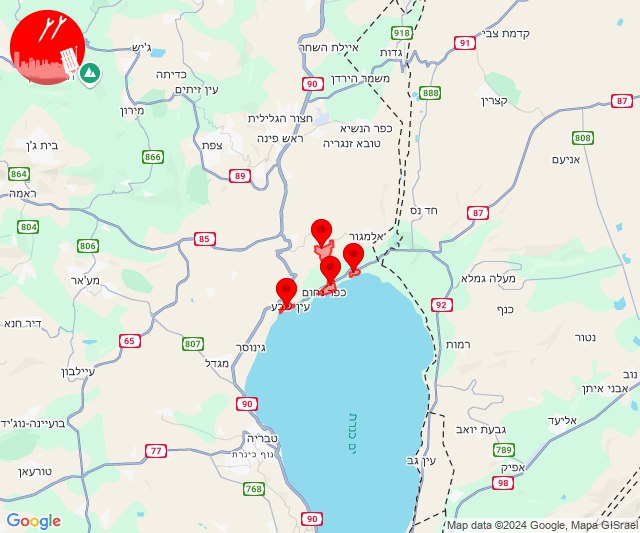 918
קדמת צבי
91
איילת השחר
גדות
ג'יש
90
משמר הירדן
כדיתה
עין זיתים
888
קצרין
87
מירון
חצור הגלילית
כפר הנשיא
טובא זנגריה
ראש פינה
צפת
בית ג'ן
866
808
אניעם
864
89
ראמה
חד נס
87
804
806
85
אלמגור
מע'אר
מעלה גמלא
כפר נחום
92
כנף
עין שבע
דיר חנא
65
807
גינוסר
רמות
נטור
מגדל
עיילבון
נוב
אבני איתן
90
בועיינה-נוג'יד
אליעד
גבעת יואב
טבריה
77
נוף כינרת
ים כנרת
789
עין גב
אפיק
טורעאן
98
768
90
Google
Map data ©2024 Google, Mapa GISrael